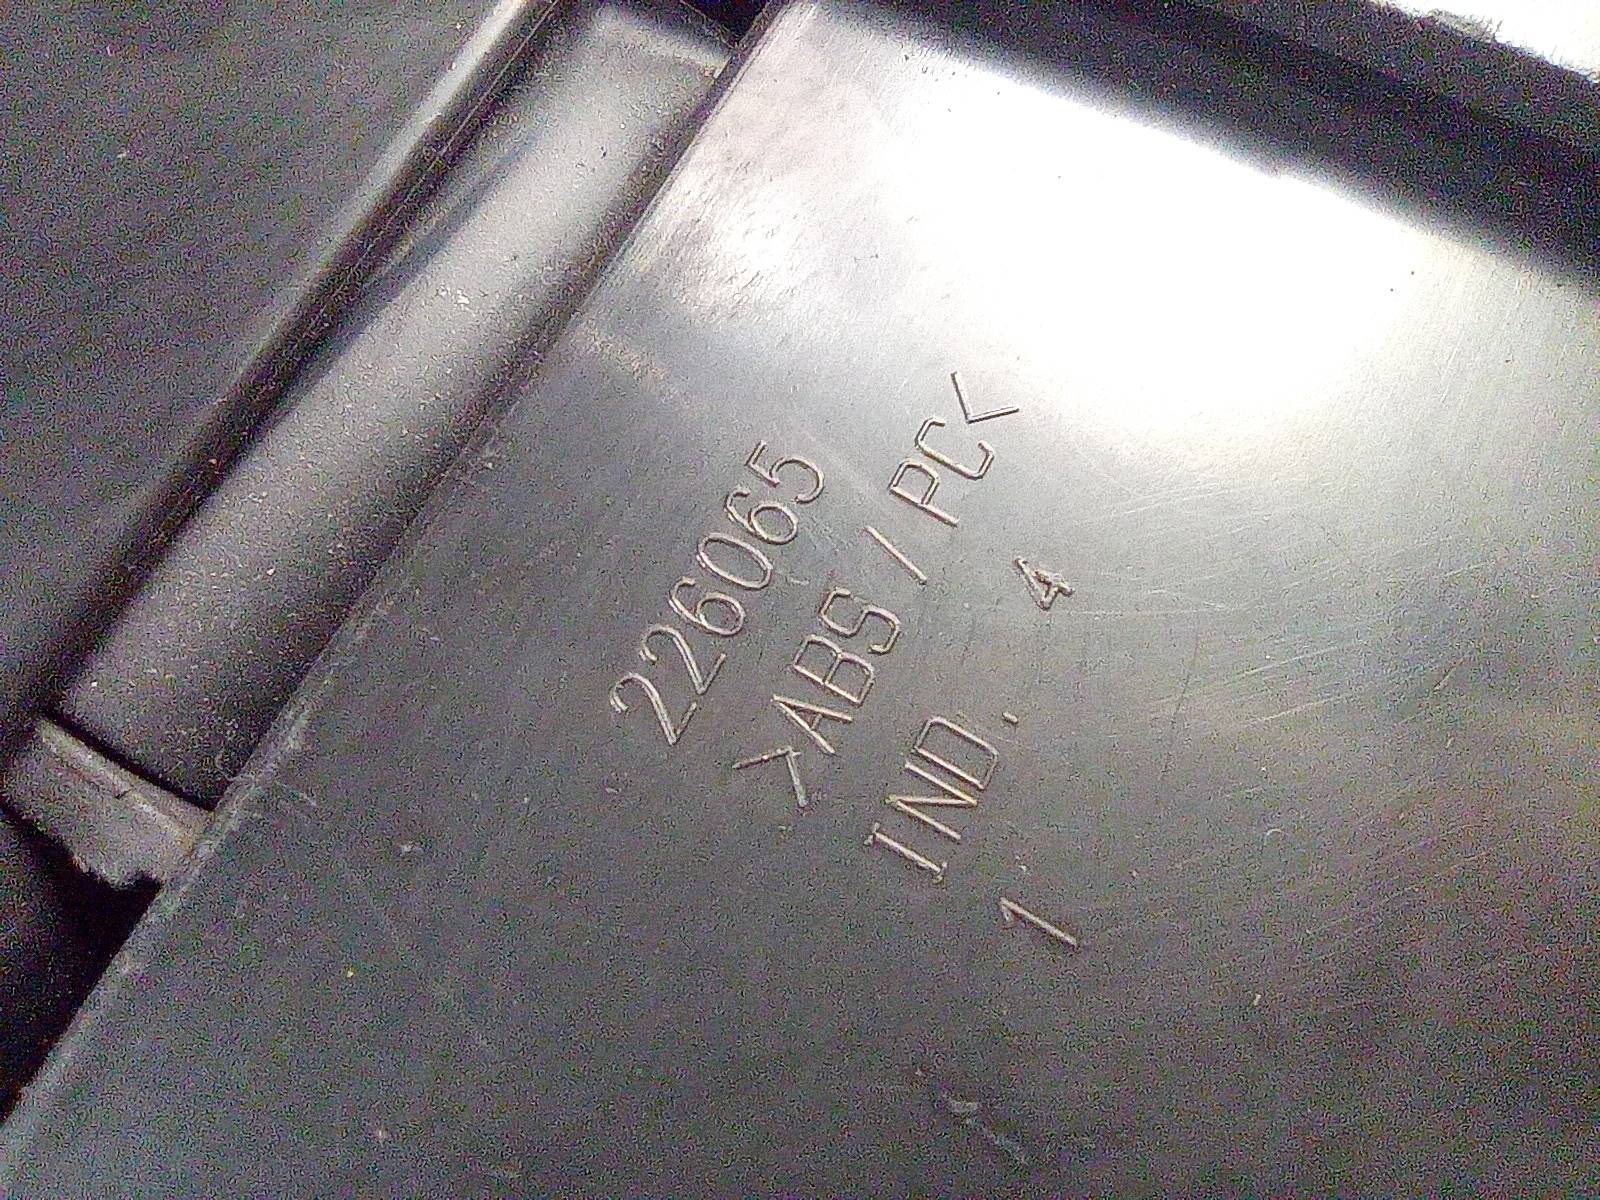 226065
>ABS / PC<
IND. 4
1